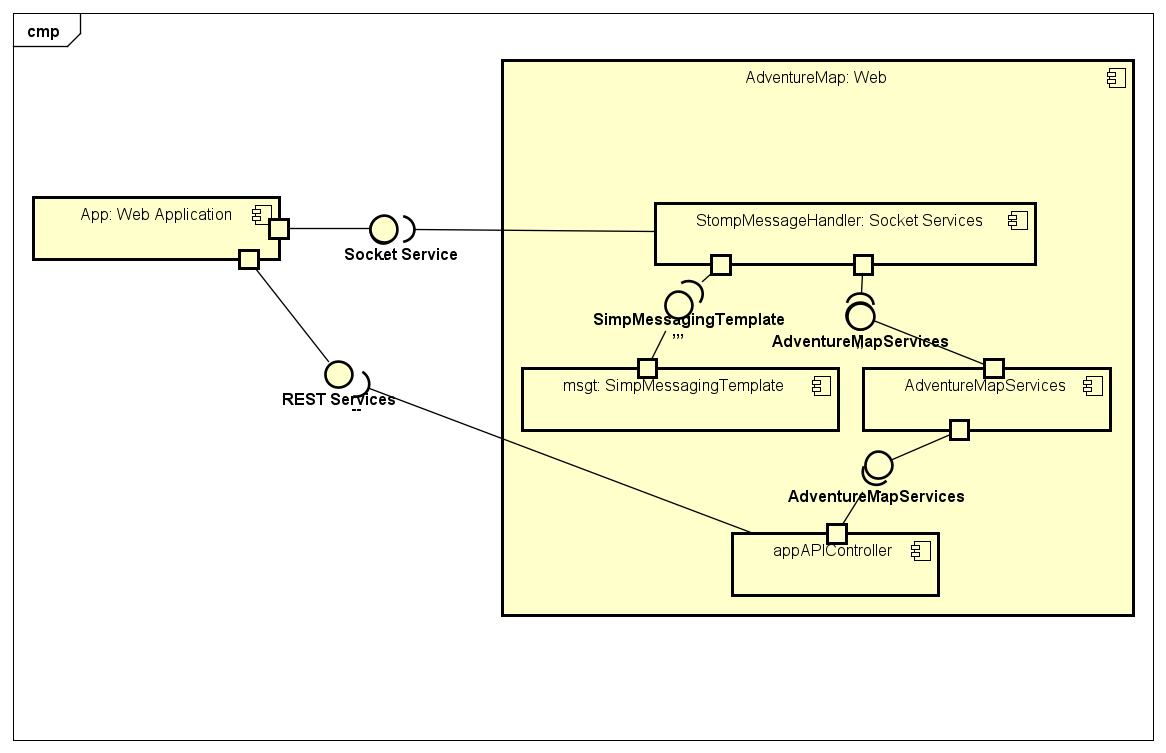 cmp
AdventureMap: Web
App: Web Application
StompMessageHandler: Socket Services
Socket Service
SimpMessagingTemplate
,,,
AdventureMapServices
msgt: SimpMessagingTemplate
AdventureMapServices
REST Services
--
AdventureMapServices
appAPIController